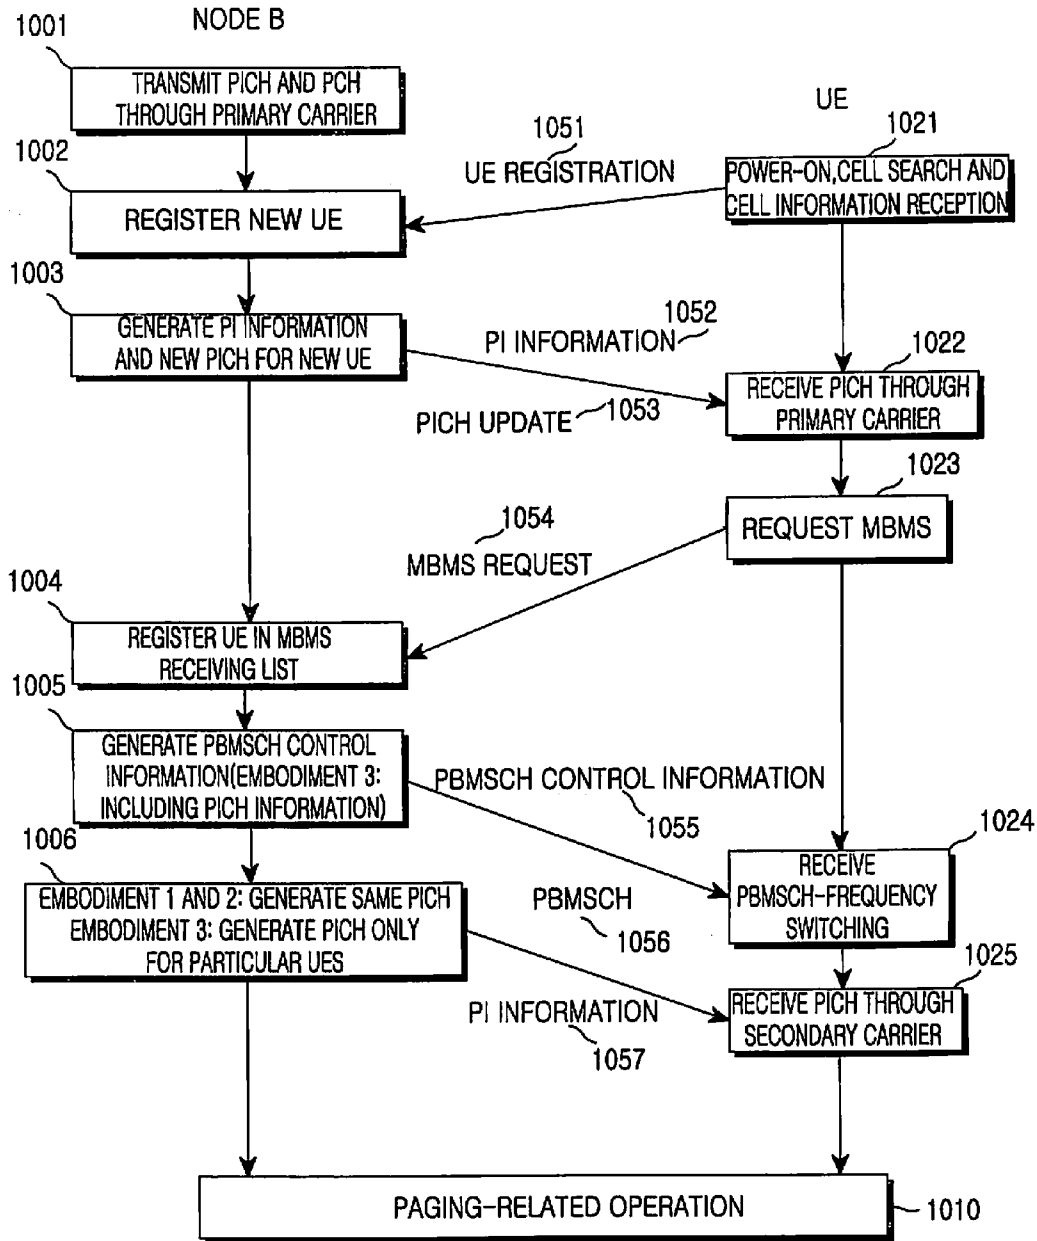 NODE B
1001
TRANSMIT PICH AND PCH
THROUGH PRIMARY CARRIER
UE
1021
1051
UE REGISTRATION
POWER-ON, CELL SEARCH AND
CELL INFORMATION RECEPTION
1002
REGISTER NEW UE
1003
GENERATE PI INFORMATION
AND NEW PICH FOR NEW UE
1052
PI INFORMATION
1022
RECEIVE PICH THROUGH
PRIMARY CARRIER
1053
PICH UPDATE
1023
REQUEST MBMS
1054
MBMS REQUEST
1004
REGISTER UE IN MBMS
RECEIVING LIST
1005
GENERATE PBMSCH CONTROL
INFORMATION(EMBODIMENT 3:
INCLUDING PICH INFORMATION)
PBMSCH CONTROL INFORMATION
1055
1024
RECEIVE
PBMSCH-FREQUENCY
SWITCHING
1006
EMBODIMENT 1 AND 2: GENERATE SAME PICH
EMBODIMENT 3: GENERATE PICH ONLY
FOR PARTICULAR UES
PBMSCH
1056
1025
RECEIVE PICH THROUGH
SECONDARY CARRIER
PI INFORMATION
1057
PAGING-RELATED OPERATION
1010